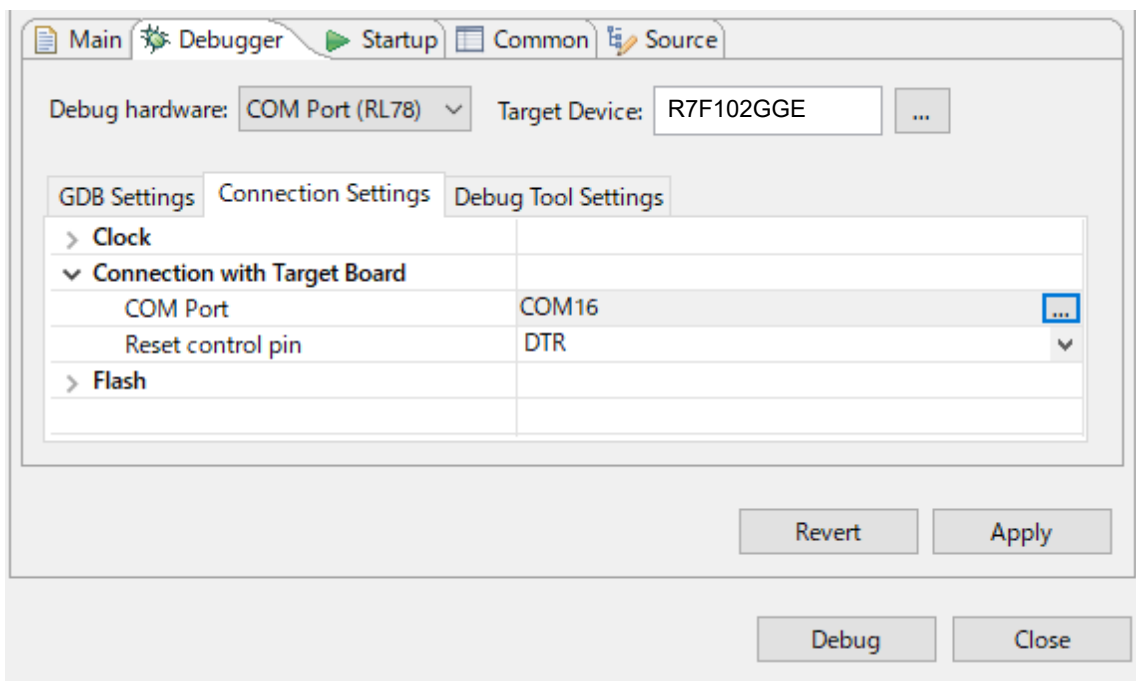 Main Debugger Startup Common Source
Debug hardware: COM Port (RL78) Target Device: R7F102GGE ...
GDB Settings Connection Settings Debug Tool Settings
Clock
Connection with Target Board
COM Port COM16 ...
Reset control pin DTR
Flash
Revert Apply
Debug Close